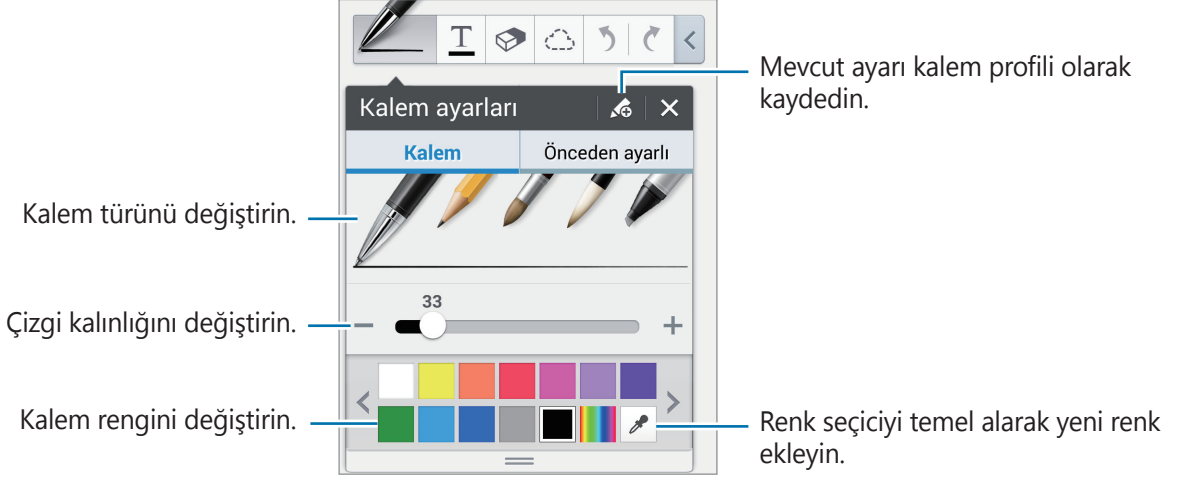 T
Mevcut ayarı kalem profili olarak
kaydedin.
Kalem ayarları
Kalem
Önceden ayarlı
Kalem türünü değiştirin.
33
Çizgi kalınlığını değiştirin.
Kalem rengini değiştirin.
Renk seçiciyi temel alarak yeni renk
ekleyin.